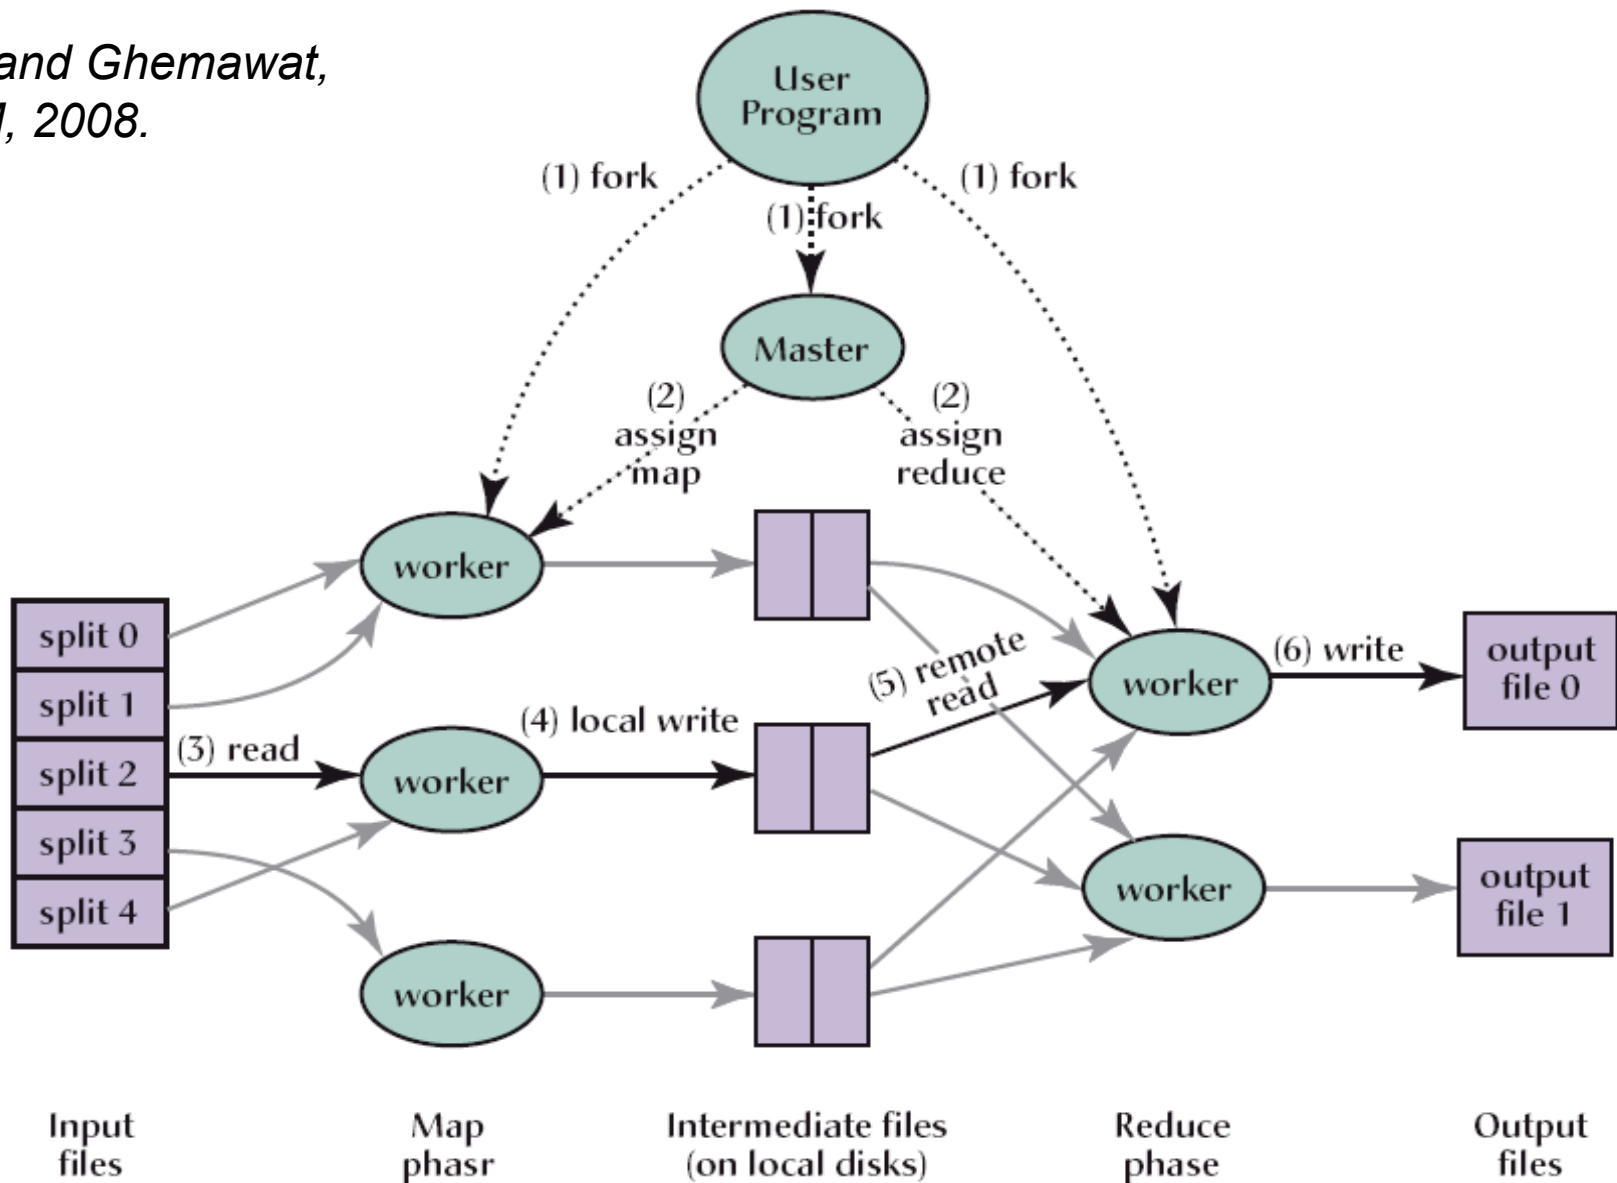 and Ghemawat,
, 2008.
User
Program
(1) fork
(1) fork
(1) fork
Master
(2)
assign
map
(2)
assign
reduce
worker
split 0
split 1
split 2
split 3
split 4
(3) read
worker
(4) local write
worker
(5) remote
read
worker
(6) write
output
file 0
worker
output
file 1
Input
files
Map
phasr
Intermediate files
(on local disks)
Reduce
phase
Output
files